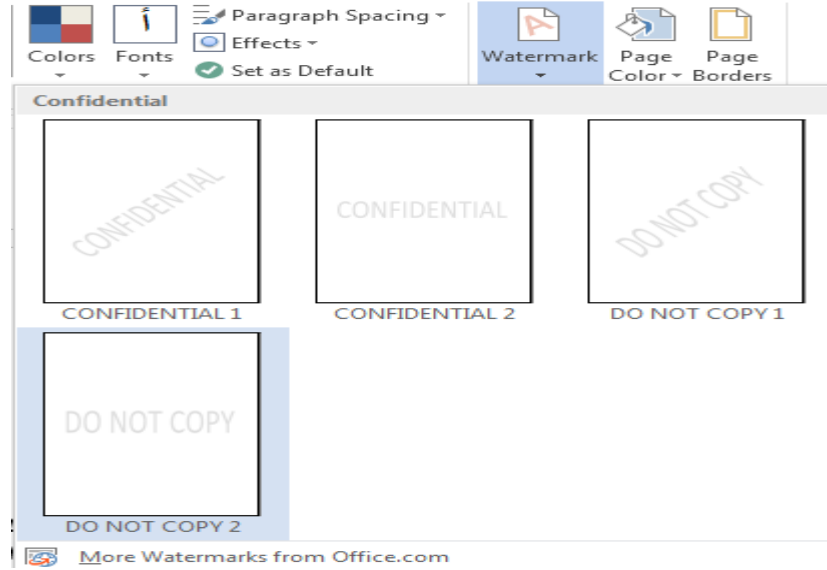 أ
Paragraph Spacing
Effects
Set as Default
Colors Fonts
Watermark Page Color Page Borders
Confidential
CONFIDENTIAL CONFIDENTIAL DO NOT COPY
CONFIDENTIAL 1 CONFIDENTIAL 2 DO NOT COPY 1
DO NOT COPY
DO NOT COPY 2
More Watermarks from Office.com